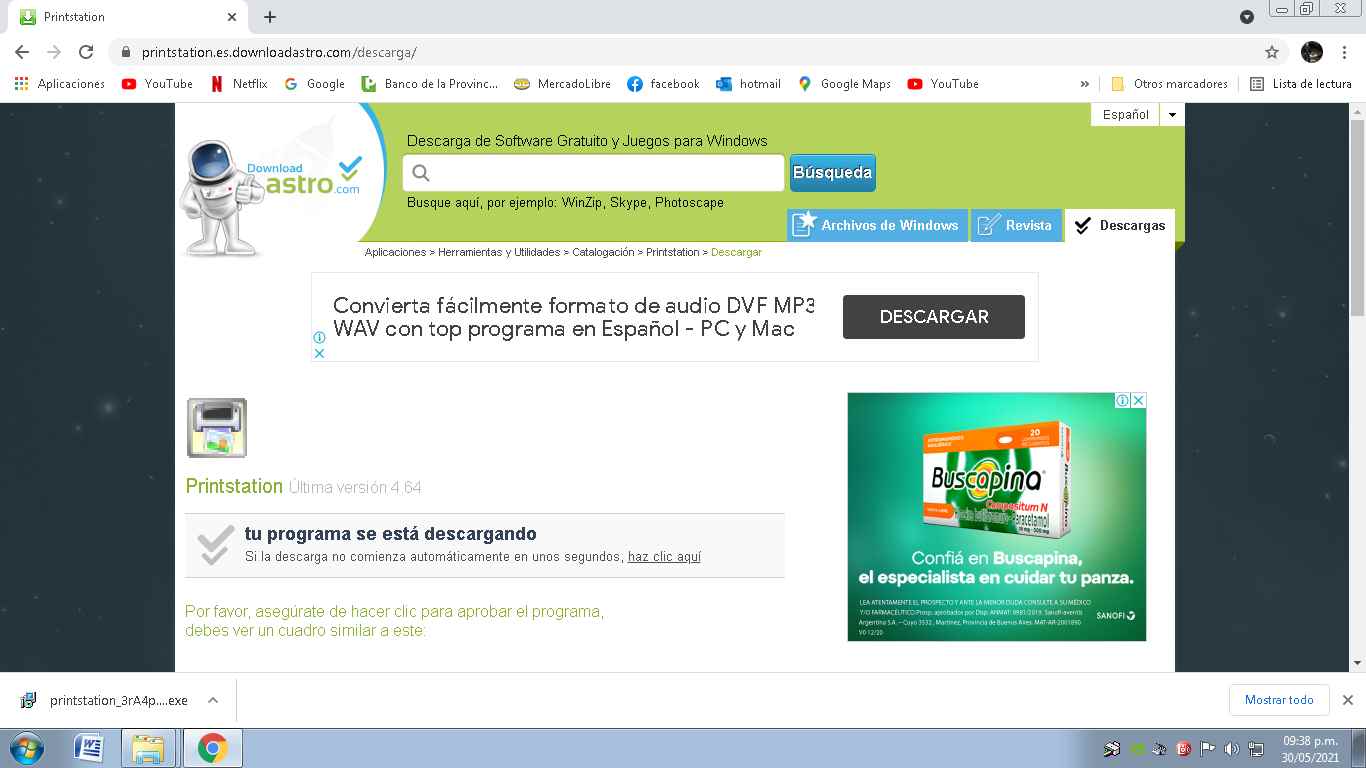 Printstation
printstation.es.downloadastro.com/descarga/
Aplicaciones YouTube Netflix Google Banco de la Provinc... MercadoLibre facebook hotmail Google Maps YouTube » Otros marcadores Lista de lectura
Español
Descarga de Software Gratuito y Juegos para Windows
Download
astro.com
Búsqueda
Busque aquí, por ejemplo: WinZip, Skype, Photoscape
Archivos de Windows Revista Descargas
Aplicaciones > Herramientas y Utilidades > Catalogación > Printstation > Descargar
Convierta fácilmente formato de audio DVF MP3
WAV con top programa en Español - PC y Mac
DESCARGAR
Printstation Última versión 4.64
tu programa se está descargando
Si la descarga no comienza automáticamente en unos segundos, haz clic aquí
Por favor, asegúrate de hacer clic para aprobar el programa,
debes ver un cuadro similar a este:
20
Buscapina
Compositum N
Paracetamol
Confiá en Buscapina,
el especialista en cuidar tu panza.
LEA ATENTAMENTE EL PROSPECTO Y ANTE LA MENOR DUDA CONSULTE A SU MÉDICO
Y/O FARMACÉUTICO Prosp. aprobados por Disp. ANMAT: 9981/2019. Sanofi-aventis
Argentina S.A. – Cuyo 3532, Martínez, Provincia de Buenos Aires. MAT-AR-2001890
V0 12/20
SANOFI
printstation_3rA4p....exe
Mostrar todo
09:38 p.m.
30/05/2021